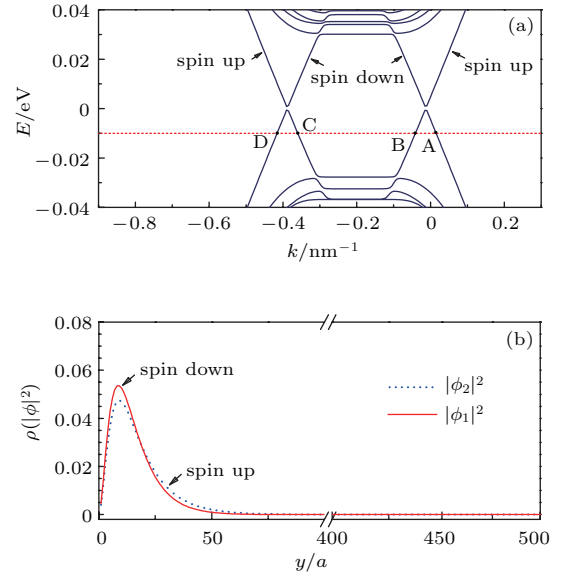 0.04
(a)
spin up
spin down
spin up
0.02
E/eV
0
D
C
B
A
−0.02
−0.04
−0.8
−0.6
−0.4
−0.2
0
0.2
k/nm⁻¹
0.08
(b)
spin down
|ϕ₂|²
0.06
|ϕ₁|²
ρ(|ϕ|²)
0.04
spin up
0.02
0
0
25
50
75
400
450
500
y/a